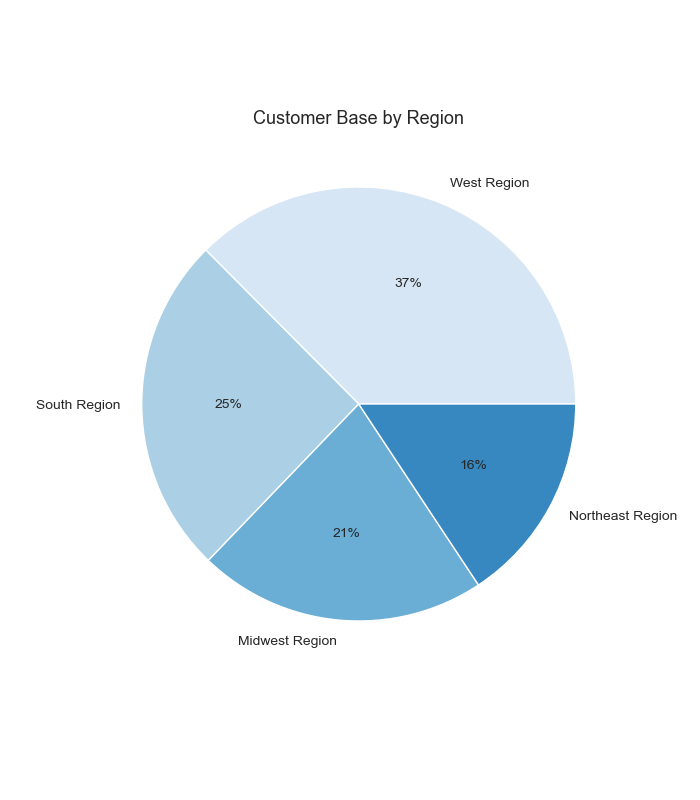 Customer Base by Region
West Region
37%
South Region
25%
16%
Northeast Region
21%
Midwest Region